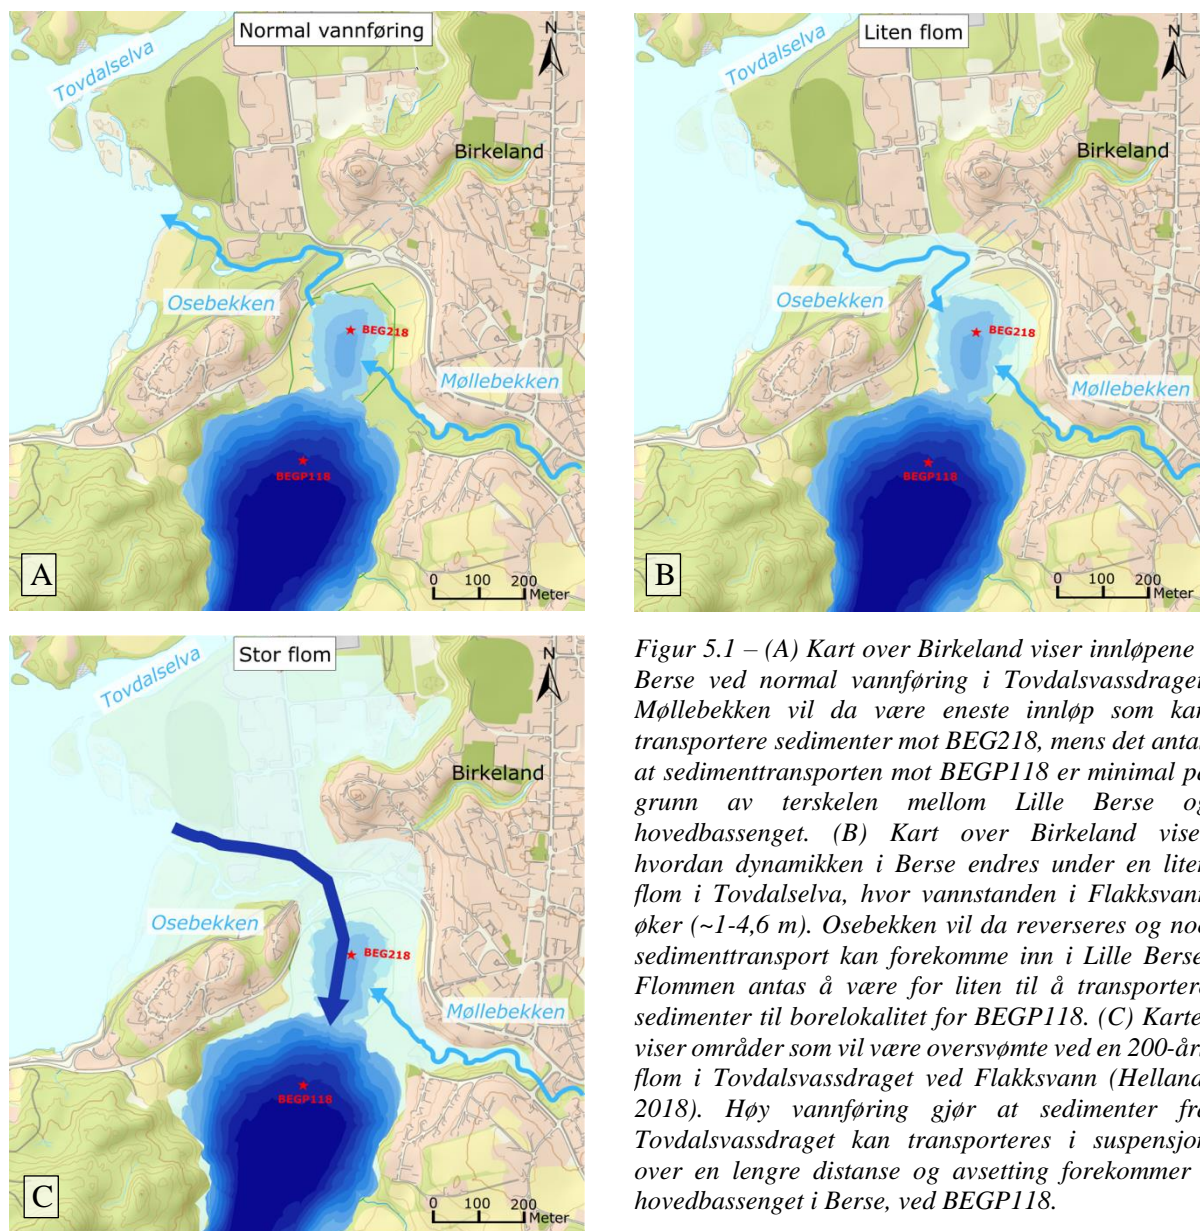 Normal vannføring
N
Tovdalselva
Birkeland
Osebekken
BEG218
Møllebekken
BEGP118
A
0 100 200
Meter
Liten flom
N
Tovdalselva
Birkeland
Osebekken
BEG218
Møllebekken
BEGP118
B
0 100 200
Meter
Stor flom
N
Tovdalselva
Birkeland
Osebekken
BEG218
Møllebekken
BEGP118
C
0 100 200
Meter
Figur 5.1 – (A) Kart over Birkeland viser innløpene i
Berse ved normal vannføring i Tovdalsvassdraget.
Møllebekken vil da være eneste innløp som kan
transportere sedimenter mot BEG218, mens det antas
at sedimenttransporten mot BEGP118 er minimal på
grunn av terskelen mellom Lille Berse og
hovedbassenget. (B) Kart over Birkeland viser
hvordan dynamikken i Berse endres under en liten
flom i Tovdalselva, hvor vannstanden i Flakksvann
øker (~1-4,6 m). Osebekken vil da reverseres og noe
sedimenttransport kan forekomme inn i Lille Berse.
Flommen antas å være for liten til å transportere
sedimenter til borelokalitet for BEGP118. (C) Kartet
viser områder som vil være oversvømte ved en 200-års
flom i Tovdalsvassdraget ved Flakksvann (Helland,
2018). Høy vannføring gjør at sedimenter fra
Tovdalsvassdraget kan transporteres i suspensjon
over en lengre distanse og avsetting forekommer i
hovedbassenget i Berse, ved BEGP118.